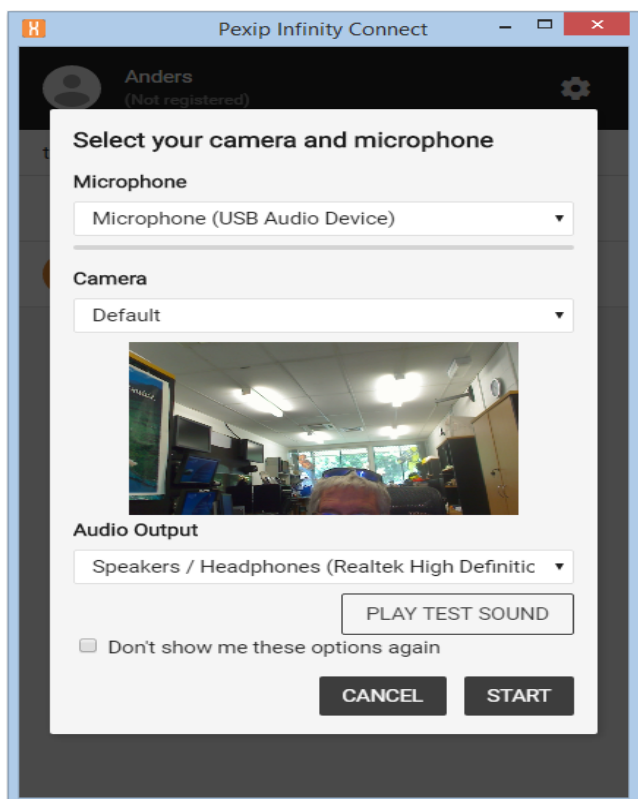 Pexip Infinity Connect
Anders
(Not registered)
Select your camera and microphone
Microphone
Microphone (USB Audio Device)
Camera
Default
Audio Output
Speakers / Headphones (Realtek High Definitic
PLAY TEST SOUND
Don't show me these options again
CANCEL
START